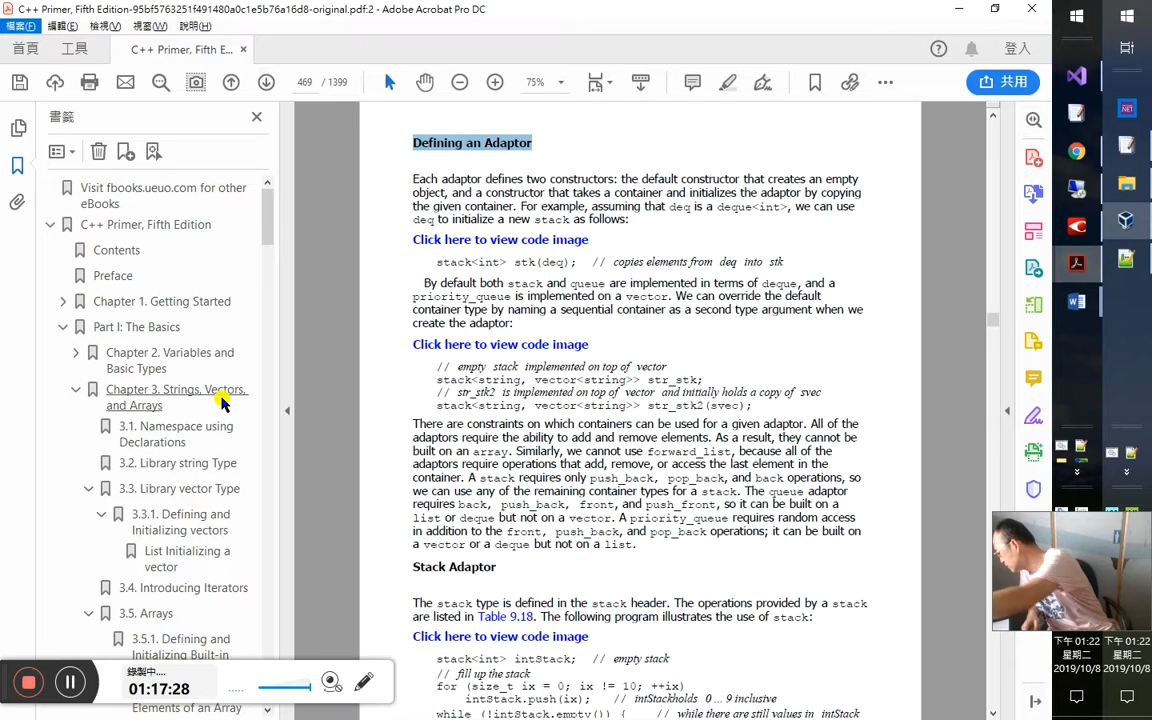 C++ Primer, Fifth Edition-95bf5763251f491480a0c1e5b76a16d8-original.pdf:2 - Adobe Acrobat Pro DC
檔案(F) 編輯(E) 檢視(V) 視窗(W) 說明(H)
首頁 工具 C++ Primer, Fifth E... × 登入
469 / 1399 75% 共用
書籤
Visit fbooks.ueuo.com for other
eBooks
C++ Primer, Fifth Edition
Contents
Preface
Chapter 1. Getting Started
Part I: The Basics
Chapter 2. Variables and
Basic Types
Chapter 3. Strings, Vectors,
and Arrays
3.1. Namespace using
Declarations
3.2. Library string Type
3.3. Library vector Type
3.3.1. Defining and
Initializing vectors
List Initializing a
vector
3.4. Introducing Iterators
3.5. Arrays
3.5.1. Defining and
Initializing Built-in
Elements of an Array
錄製中...
01:17:28
Defining an Adaptor
Each adaptor defines two constructors: the default constructor that creates an empty
object, and a constructor that takes a container and initializes the adaptor by copying
the given container. For example, assuming that deq is a deque<int>, we can use
deq to initialize a new stack as follows:
Click here to view code image
stack<int> stk(deq); // copies elements from deq into stk
By default both stack and queue are implemented in terms of deque, and a
priority_queue is implemented on a vector. We can override the default
container type by naming a sequential container as a second type argument when we
create the adaptor:
Click here to view code image
// empty stack implemented on top of vector
stack<string, vector<string>> str_stk;
// str_stk2 is implemented on top of vector and initially holds a copy of svec
stack<string, vector<string>> str_stk2(svec);
There are constraints on which containers can be used for a given adaptor. All of the
adaptors require the ability to add and remove elements. As a result, they cannot be
built on an array. Similarly, we cannot use forward_list, because all of the
adaptors require operations that add, remove, or access the last element in the
container. A stack requires only push_back, pop_back, and back operations, so
we can use any of the remaining container types for a stack. The queue adaptor
requires back, push_back, front, and push_front, so it can be built on a
list or deque but not on a vector. A priority_queue requires random access
in addition to the front, push_back, and pop_back operations; it can be built on
a vector or a deque but not on a list.
Stack Adaptor
The stack type is defined in the stack header. The operations provided by a stack
are listed in Table 9.18. The following program illustrates the use of stack:
Click here to view code image
stack<int> intStack; // empty stack
// fill up the stack
for (size_t ix = 0; ix != 10; ++ix)
intStack.push(ix); // intStackholds 0 ... 9 inclusive
while (!intStack.empty()) { // while there are still values in intStack
下午 01:22 下午 01:22
星期二 星期二
2019/10/8 2019/10/8